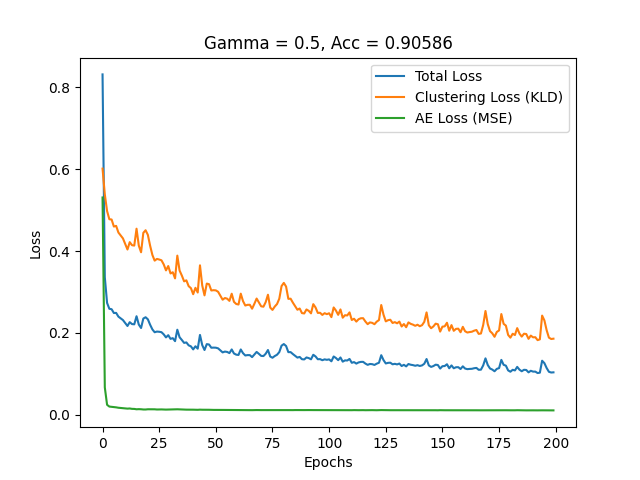 Gamma = 0.5, Acc = 0.90586
Total Loss
Clustering Loss (KLD)
AE Loss (MSE)
Loss
0.8
0.6
0.4
0.2
0.0
0 25 50 75 100 125 150 175 200
Epochs